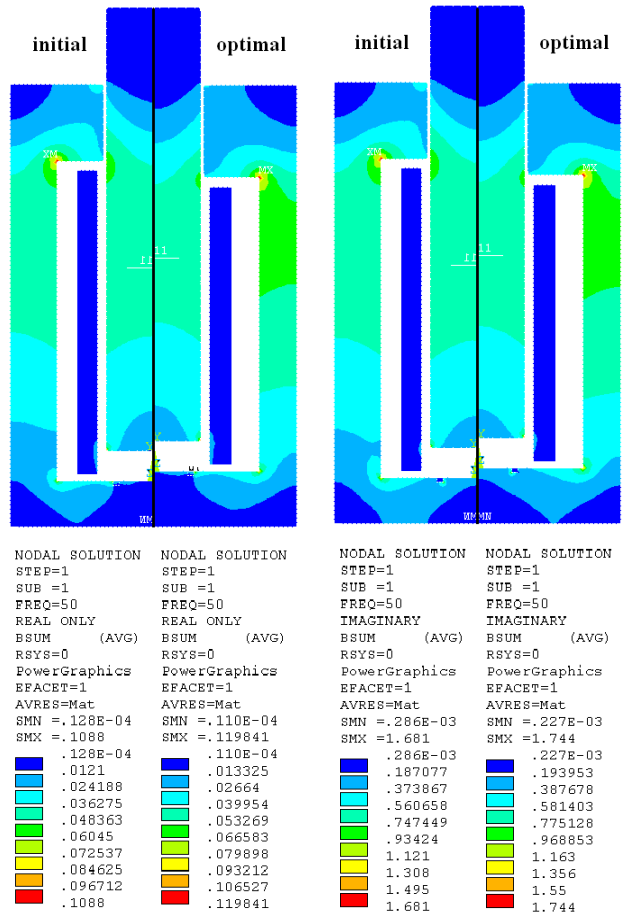 initial
optimal
initial
optimal
XM
MX
XM
MX
11
11
11
11
NM
NM
MN
NODAL SOLUTION
STEP=1
SUB =1
FREQ=50
REAL ONLY
BSUM (AVG)
RSYS=0
PowerGraphics
EFACET=1
AVRES=Mat
SMN =.128E-04
SMX =.1088
.128E-04
.0121
.024188
.036275
.048363
.06045
.072537
.084625
.096712
.1088
NODAL SOLUTION
STEP=1
SUB =1
FREQ=50
REAL ONLY
BSUM (AVG)
RSYS=0
PowerGraphics
EFACET=1
AVRES=Mat
SMN =.110E-04
SMX =.119841
.110E-04
.013325
.02664
.039954
.053269
.066583
.079898
.093212
.106527
.119841
NODAL SOLUTION
STEP=1
SUB =1
FREQ=50
IMAGINARY
BSUM (AVG)
RSYS=0
PowerGraphics
EFACET=1
AVRES=Mat
SMN =.286E-03
SMX =1.681
.286E-03
.187077
.373867
.560658
.747449
.93424
1.121
1.308
1.495
1.681
NODAL SOLUTION
STEP=1
SUB =1
FREQ=50
IMAGINARY
BSUM (AVG)
RSYS=0
PowerGraphics
EFACET=1
AVRES=Mat
SMN =.227E-03
SMX =1.744
.227E-03
.193953
.387678
.581403
.775128
.968853
1.163
1.356
1.55
1.744